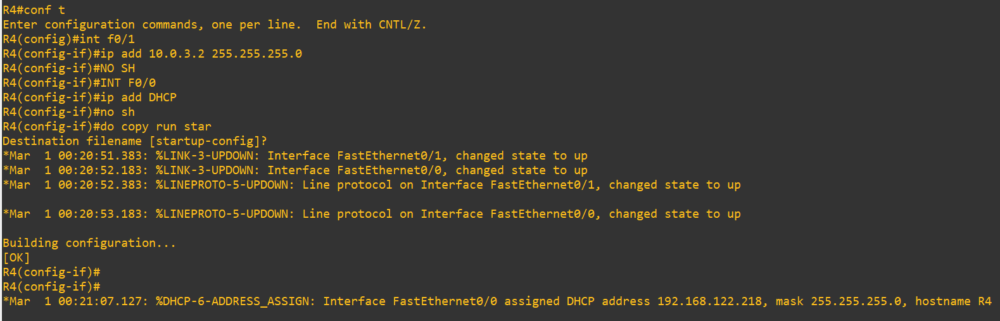 R4#conf t
Enter configuration commands, one per line.  End with CNTL/Z.
R4(config)#int f0/1
R4(config-if)#ip add 10.0.3.2 255.255.255.0
R4(config-if)#NO SH
R4(config-if)#INT F0/0
R4(config-if)#ip add DHCP
R4(config-if)#no sh
R4(config-if)#do copy run star
Destination filename [startup-config]?
*Mar  1 00:20:51.383: %LINK-3-UPDOWN: Interface FastEthernet0/1, changed state to up
*Mar  1 00:20:52.183: %LINK-3-UPDOWN: Interface FastEthernet0/0, changed state to up
*Mar  1 00:20:52.383: %LINEPROTO-5-UPDOWN: Line protocol on Interface FastEthernet0/1, changed state to up
*Mar  1 00:20:53.183: %LINEPROTO-5-UPDOWN: Line protocol on Interface FastEthernet0/0, changed state to up
Building configuration...
[OK]
R4(config-if)#
R4(config-if)#
*Mar  1 00:21:07.127: %DHCP-6-ADDRESS_ASSIGN: Interface FastEthernet0/0 assigned DHCP address 192.168.122.218, mask 255.255.255.0, hostname R4